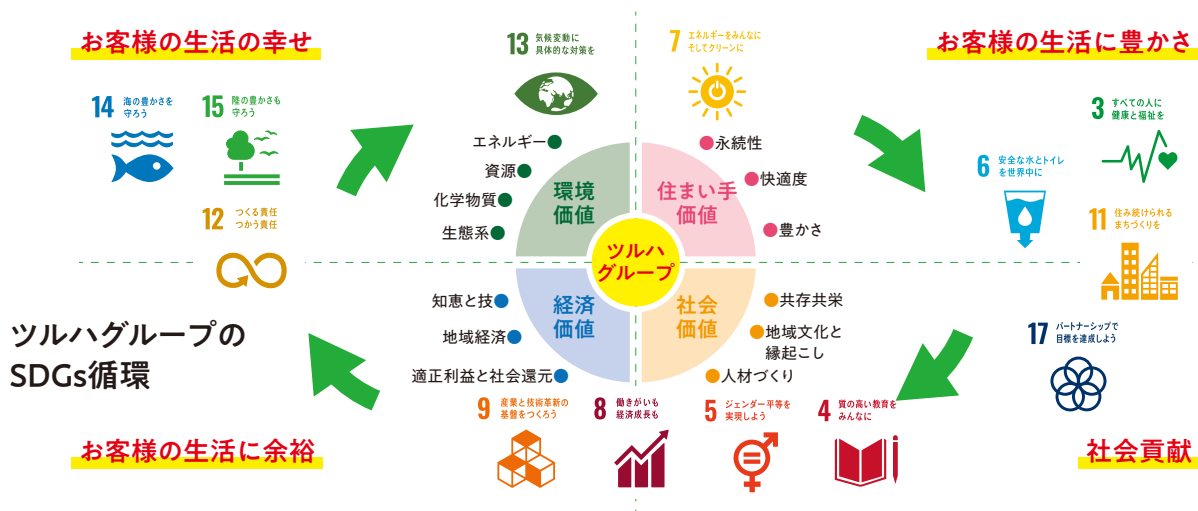 お客様の生活の幸せ
13 気候変動に
具体的な対策を
7 エネルギーをみんなに
そしてクリーンに
お客様の生活に豊かさ
14 海の豊かさを
守ろう
15 陸の豊かさも
守ろう
3 すべての人に
健康と福祉を
エネルギー
資源
化学物質
生態系
環境
価値
住まい手
価値
永続性
快適度
豊かさ
6 安全な水とトイレ
を世界中に
12 つくる責任
つかう責任
11 住み続けられる
まちづくりを
ツルハ
グループ
ツルハグループの
SDGs循環
知恵と技
地域経済
適正利益と社会還元
経済
価値
社会
価値
共存共栄
地域文化と
縁起こし
人材づくり
17 パートナーシップで
目標を達成しよう
9 産業と技術革新の
基盤をつくろう
8 働きがいも
経済成長も
5 ジェンダー平等を
実現しよう
4 質の高い教育を
みんなに
お客様の生活に余裕
社会貢献